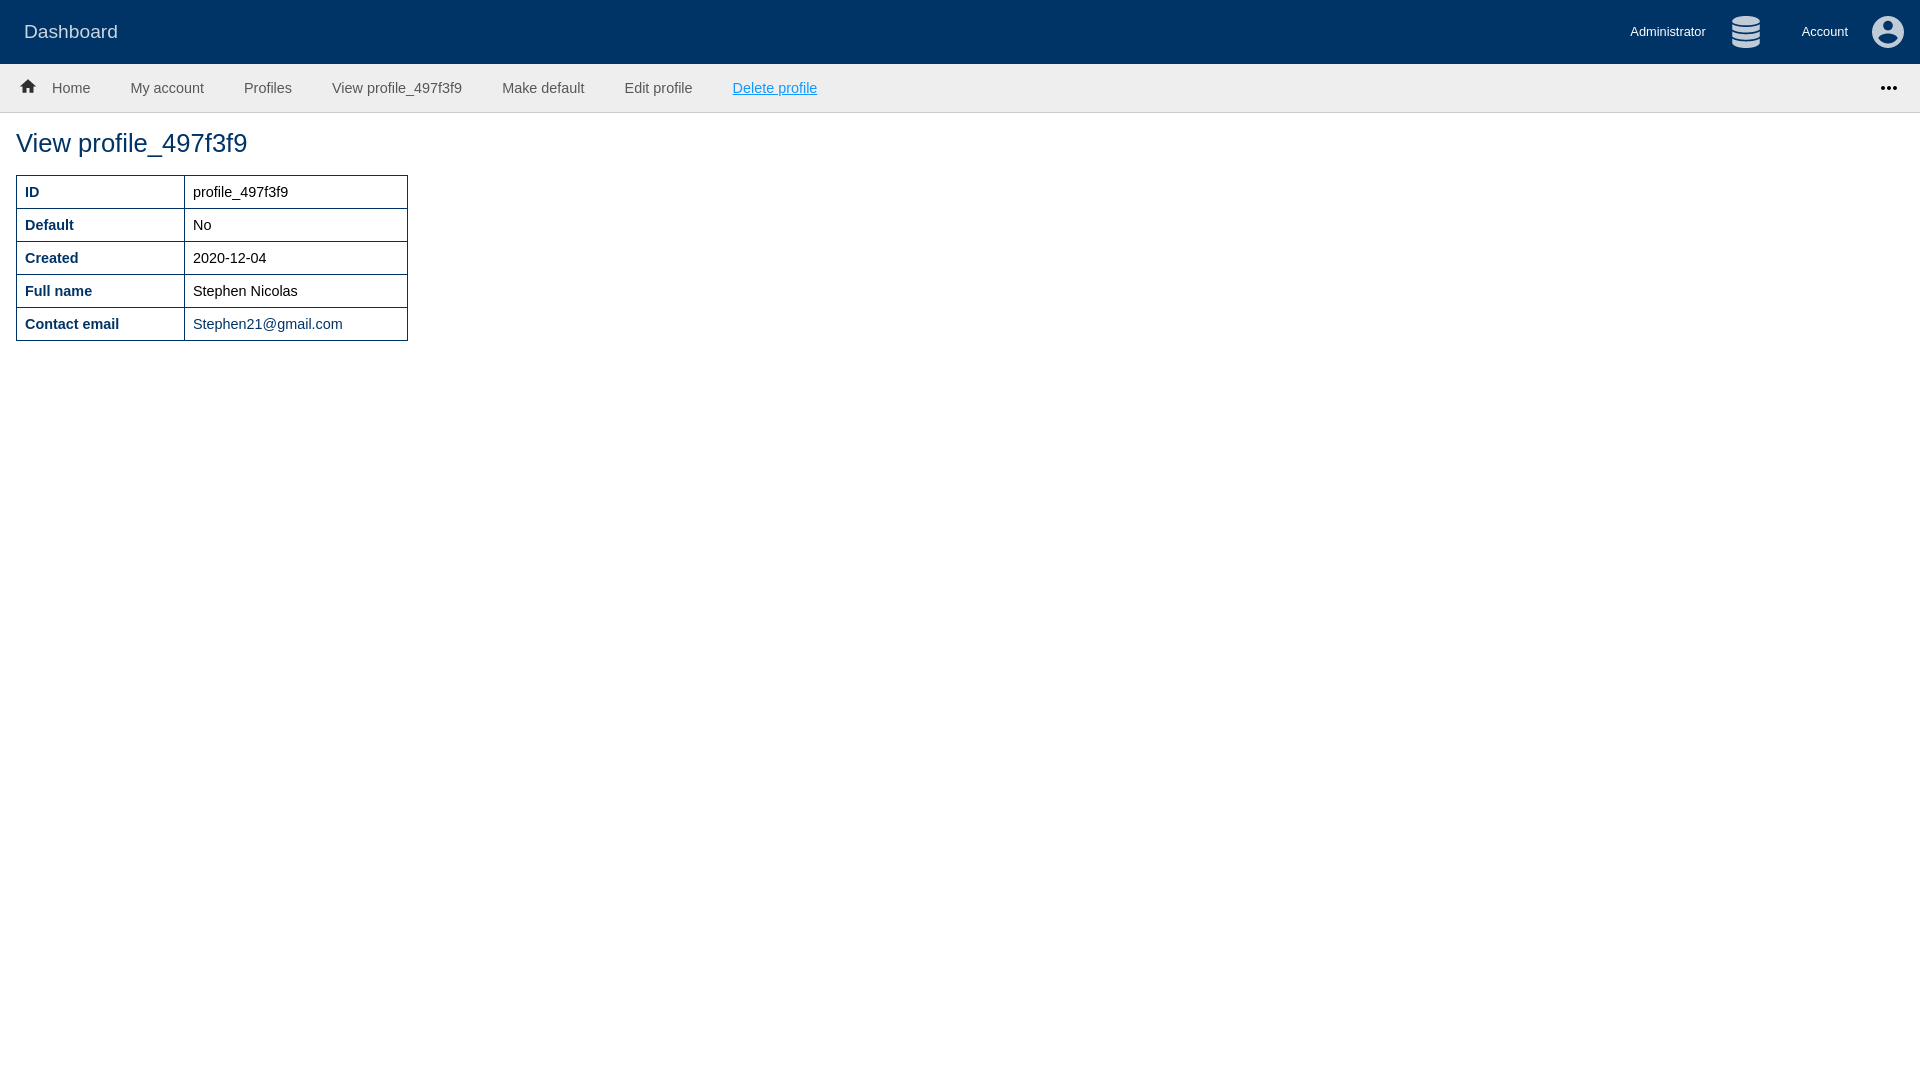 Dashboard
Administrator
Account
Home My account Profiles View profile_497f3f9 Make default Edit profile Delete profile
View profile_497f3f9
ID profile_497f3f9
Default No
Created 2020-12-04
Full name Stephen Nicolas
Contact email Stephen21@gmail.com